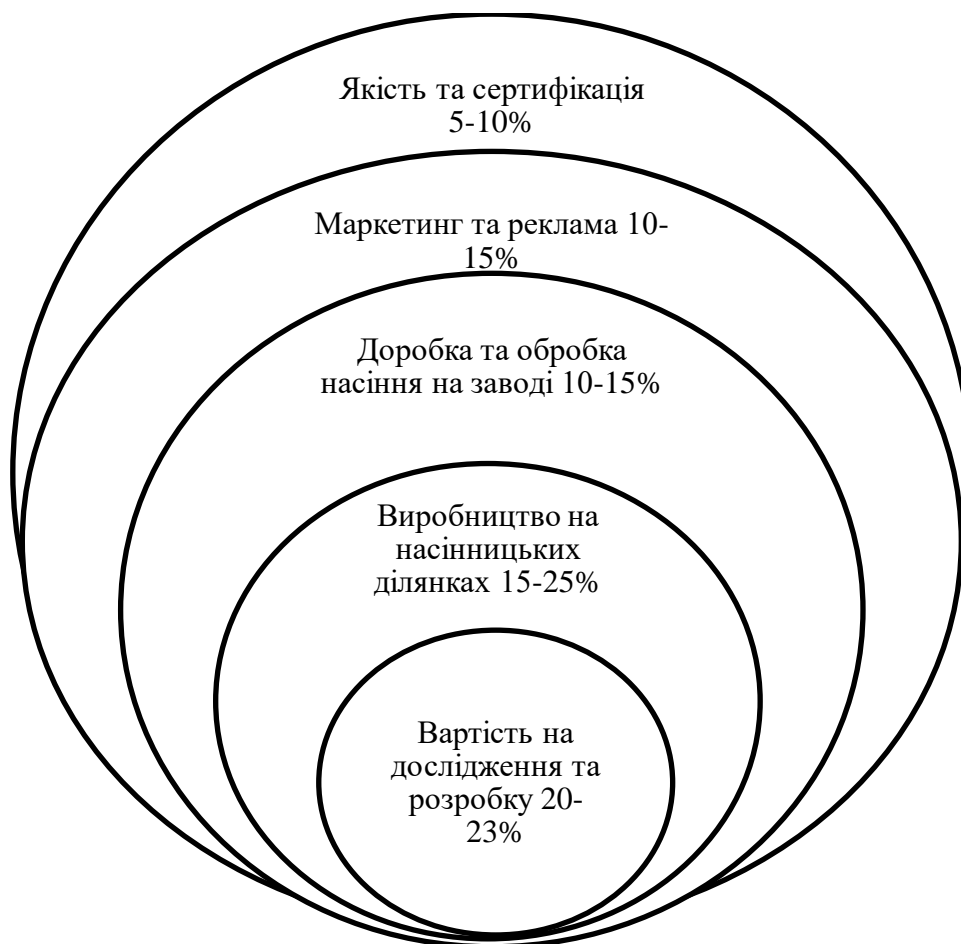 Якість та сертифікація
5-10%
Маркетинг та реклама 10-
15%
Доробка та обробка
насіння на заводі 10-15%
Виробництво на
насінницьких
ділянках 15-25%
Вартість на
дослідження та
розробку 20-
23%